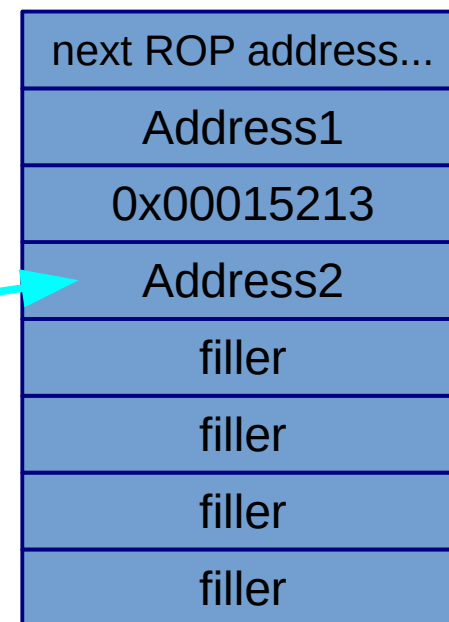 next ROP address...
Address1
0x00015213
Address2
filler
filler
filler
filler